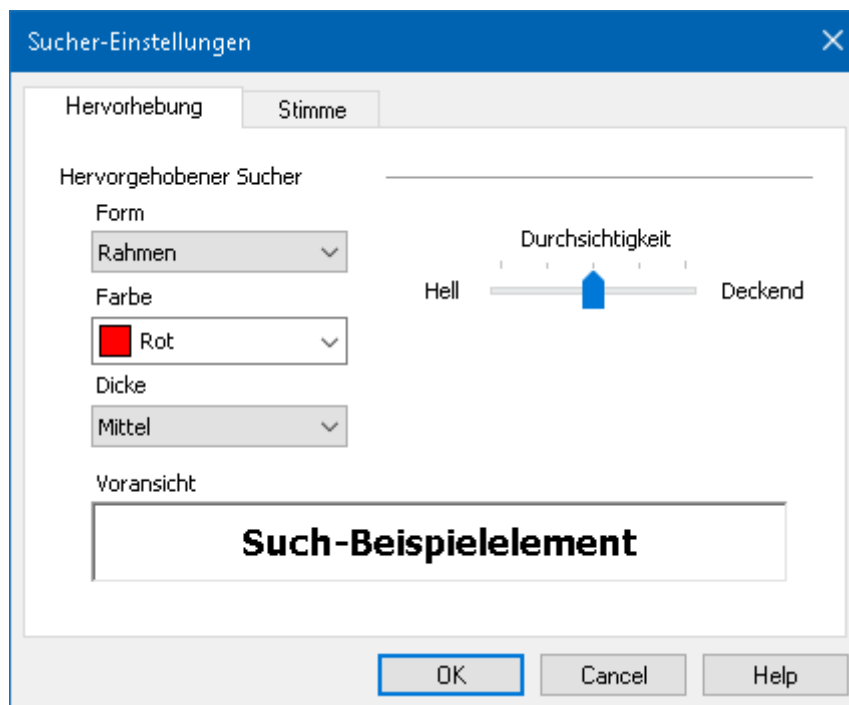 Sucher-Einstellungen
Hervorhebung
Stimme
Hervorgehobener Sucher
Form
Rahmen
Durchsichtigkeit
Hell
Deckend
Farbe
Rot
Dicke
Mittel
Voransicht
Such-Beispielelement
OK
Cancel
Help